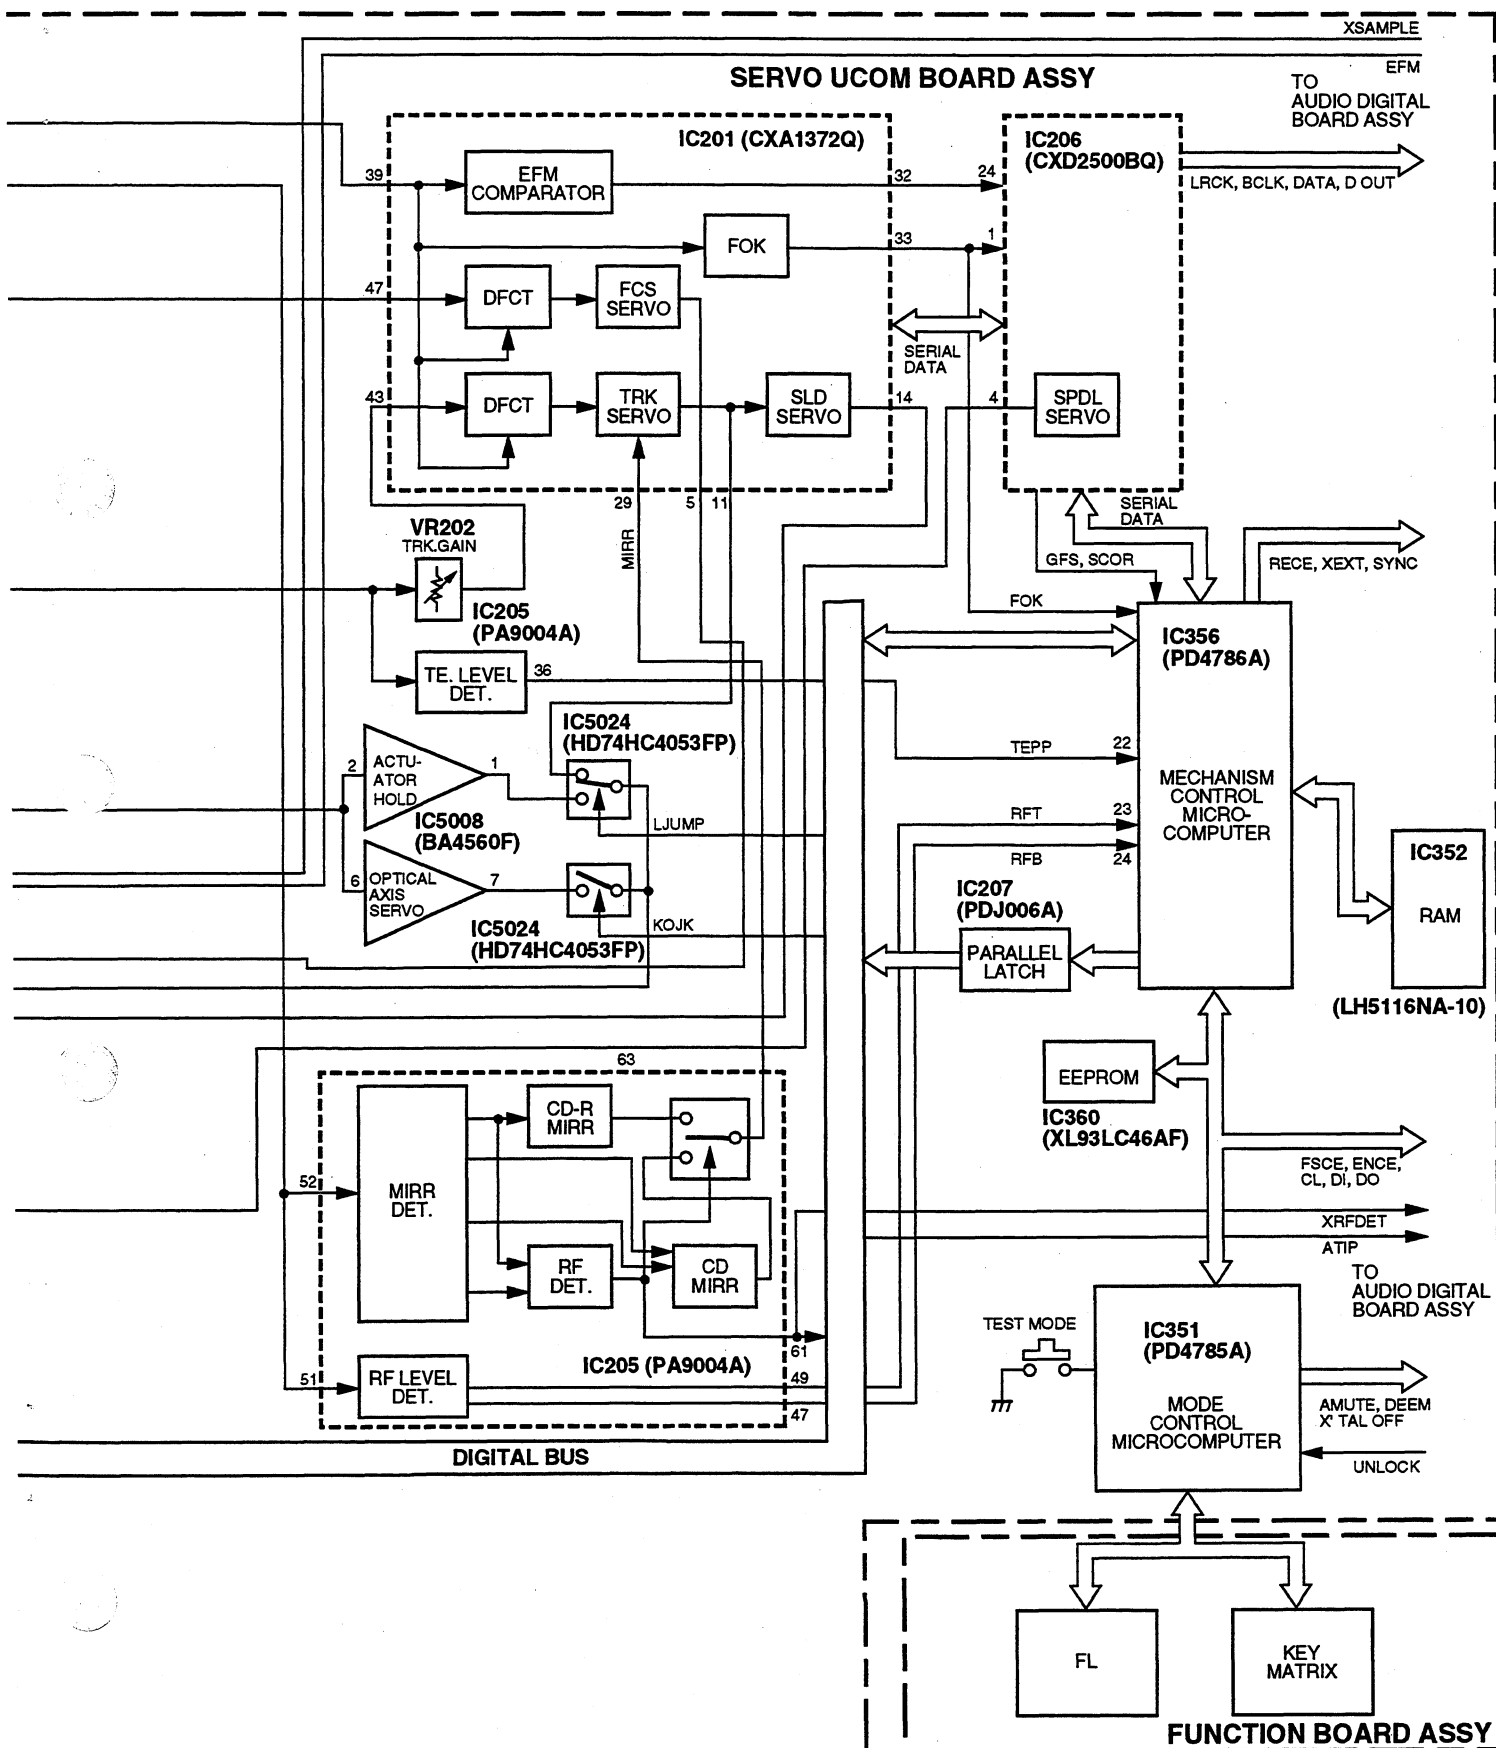 XSAMPLE
EFM
SERVO UCOM BOARD ASSY
TO
AUDIO DIGITAL
BOARD ASSY
IC201 (CXA1372Q)
IC206
(CXD2500BQ)
39
EFM
COMPARATOR
32
24
LRCK, BCLK, DATA, D OUT
FOK
33
1
47
DFCT
FCS
SERVO
SERIAL
DATA
43
DFCT
TRK
SERVO
SLD
SERVO
14
4
SPDL
SERVO
29
5
11
MIRR
SERIAL
DATA
VR202
TRK.GAIN
GFS, SCOR
RECE, XEXT, SYNC
IC205
(PA9004A)
FOK
IC356
(PD4786A)
TE. LEVEL
DET.
36
IC5024
(HD74HC4053FP)
TEPP
22
2
ACTU-
ATOR
HOLD
1
MECHANISM
CONTROL
MICRO-
COMPUTER
IC5008
(BA4560F)
LJUMP
RFT
23
RFB
24
IC352
RAM
6
OPTICAL
AXIS
SERVO
7
IC207
(PDJ006A)
IC5024
(HD74HC4053FP)
KOJK
PARALLEL
LATCH
(LH5116NA-10)
63
EEPROM
IC360
(XL93LC46AF)
CD-R
MIRR
FSCE, ENCE,
CL, DI, DO
52
MIRR
DET.
XRFDET
ATIP
RF
DET.
CD
MIRR
TO
AUDIO DIGITAL
BOARD ASSY
TEST MODE
IC351
(PD4785A)
61
IC205 (PA9004A)
51
RF LEVEL
DET.
49
47
MODE
CONTROL
MICROCOMPUTER
AMUTE, DEEM
X' TAL OFF
UNLOCK
DIGITAL BUS
FL
KEY
MATRIX
FUNCTION BOARD ASSY